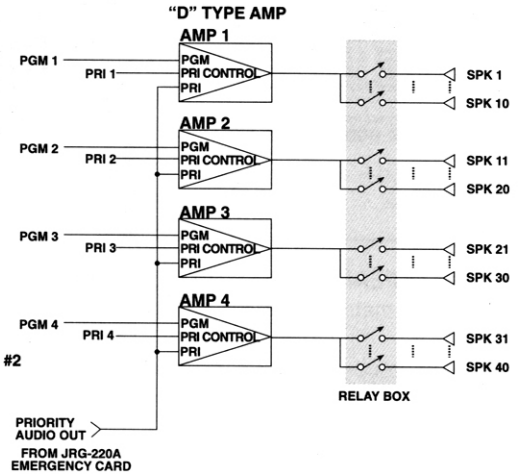 “D” TYPE AMP
AMP 1
PGM 1
PGM
PRI 1
PRI CONTROL
PRI
SPK 1
SPK 10
AMP 2
PGM 2
PGM
PRI 2
PRI CONTROL
PRI
SPK 11
SPK 20
AMP 3
PGM 3
PGM
PRI 3
PRI CONTROL
PRI
SPK 21
SPK 30
AMP 4
PGM 4
PGM
PRI 4
PRI CONTROL
PRI
SPK 31
SPK 40
#2
RELAY BOX
PRIORITY
AUDIO OUT
FROM JRG-220A
EMERGENCY CARD